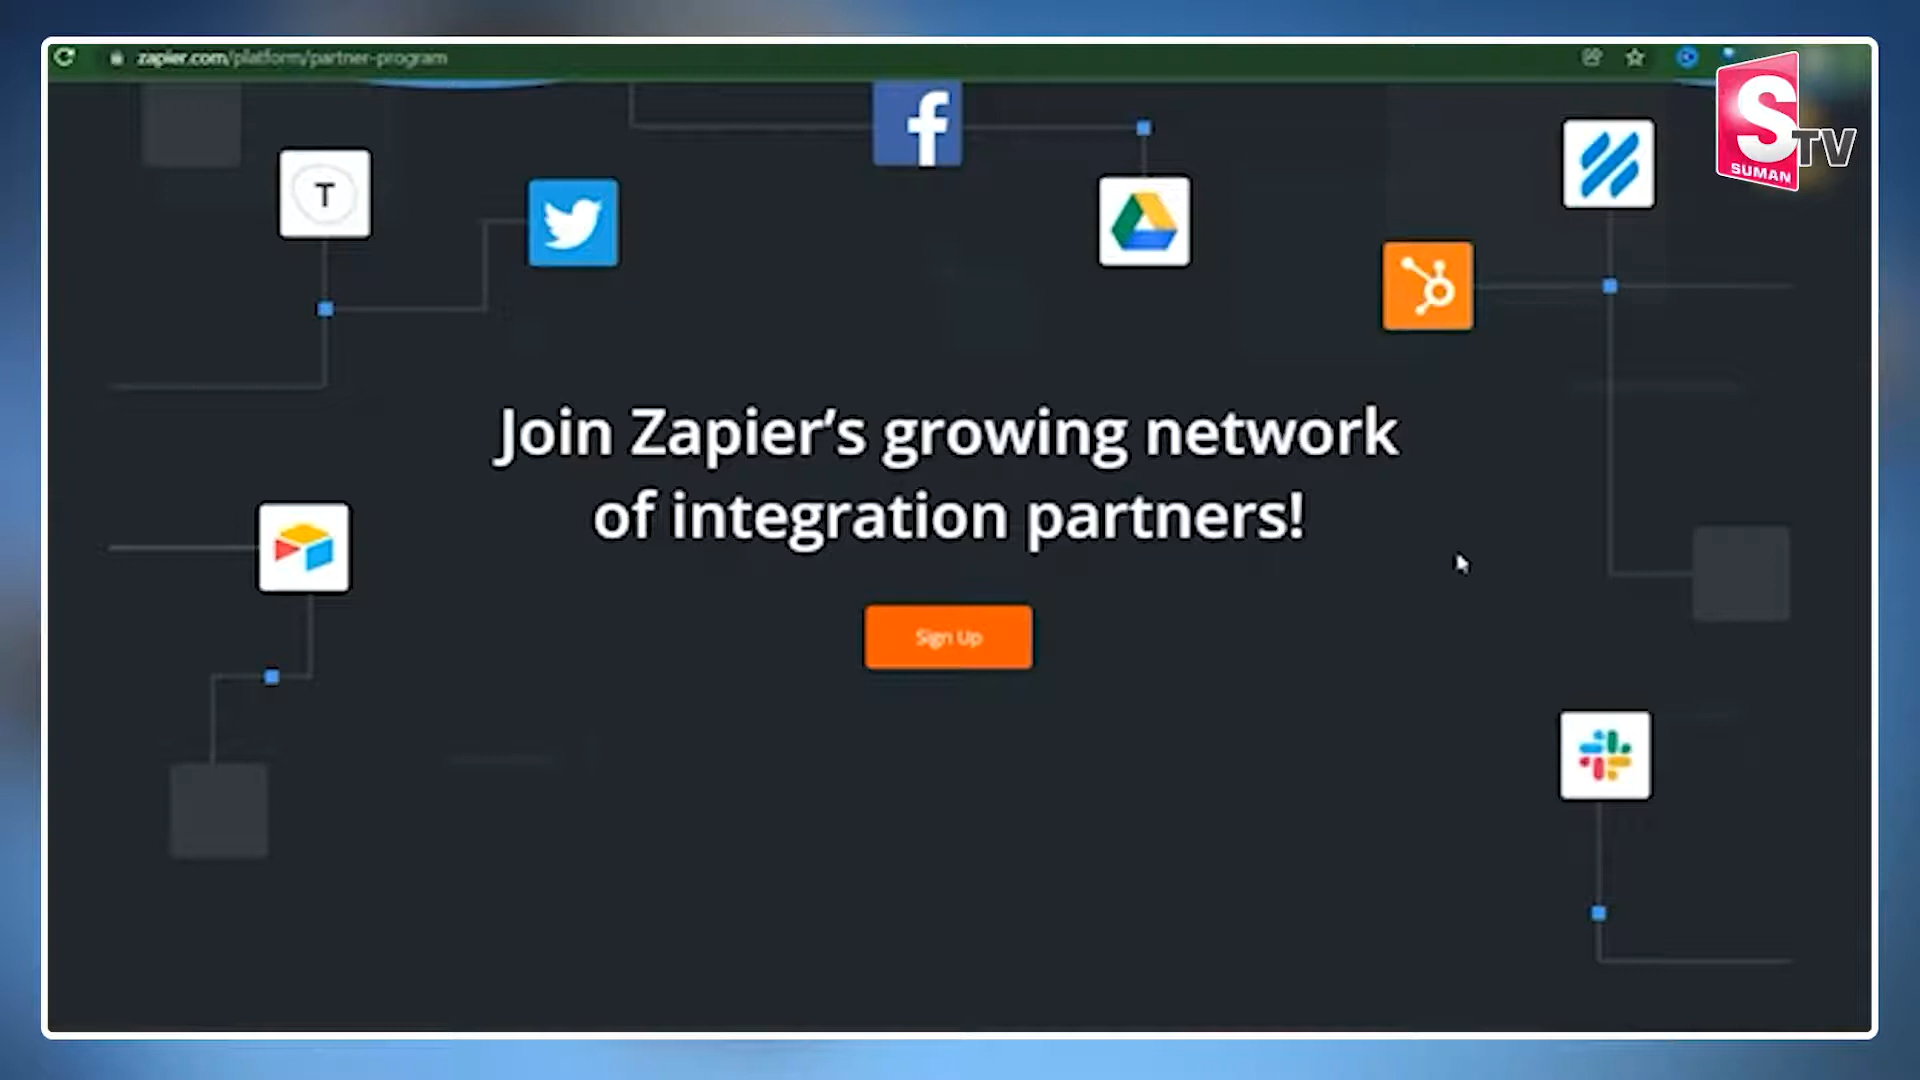 zapier.com/platform/partner-program
S
TV
SUMAN
T
Join Zapier’s growing network
of integration partners!
Sign Up